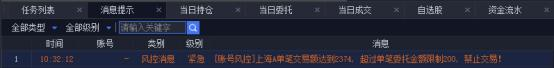 任务列表 消息提示 当日持仓 当日委托 当日成交 自选股 资金流水
全部类型 全部级别 请输入关键字
时间 账号 类别 级别 消息
1 10:32:12 - 风控消息 紧急 [账号风控]上海A单笔交易额达到2374, 超过单笔委托金额限制200, 禁止交易!